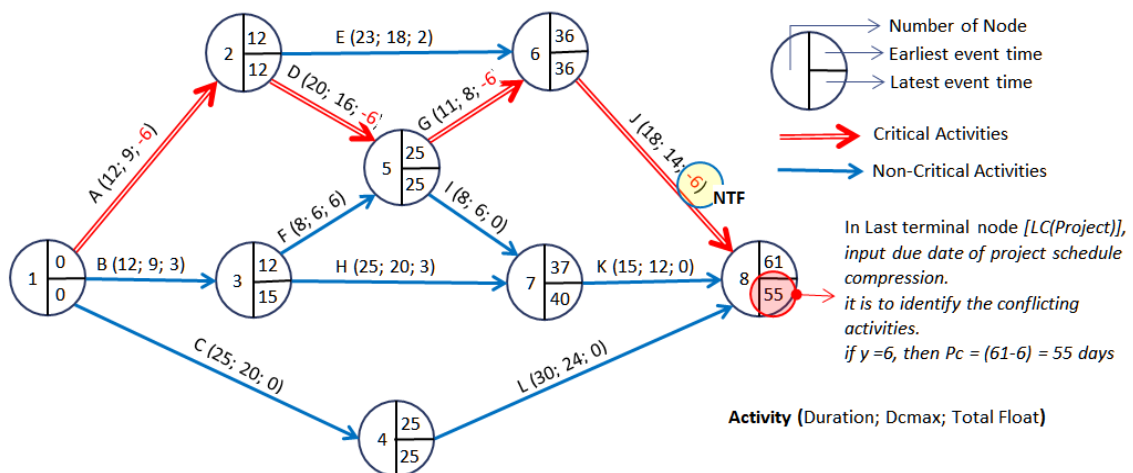 Number of Node
Earliest event time
Latest event time
Critical Activities
Non-Critical Activities
2
12
12
E (23; 18; 2)
6
36
36
A (12; 9; -6)
D (20; 16; -6)
G (11; 8; -6)
J (18; 14; -6)
NTF
5
25
25
F (8; 6; 6)
I (8; 6; 0)
1
0
0
B (12; 9; 3)
3
12
15
H (25; 20; 3)
7
37
40
K (15; 12; 0)
8
61
55
C (25; 20; 0)
L (30; 24; 0)
4
25
25
In Last terminal node [LC(Project)],
input due date of project schedule
compression.
it is to identify the conflicting
activities.
if y =6, then Pc = (61-6) = 55 days
Activity (Duration; Dcmax; Total Float)